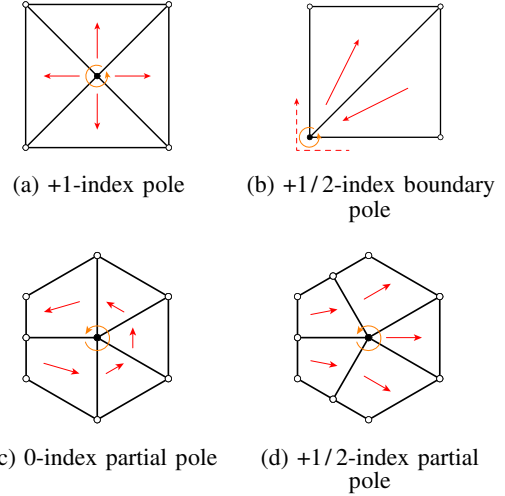 (a) +1-index pole
(b) +1/2-index boundary
pole
c) 0-index partial pole
(d) +1/2-index partial
pole